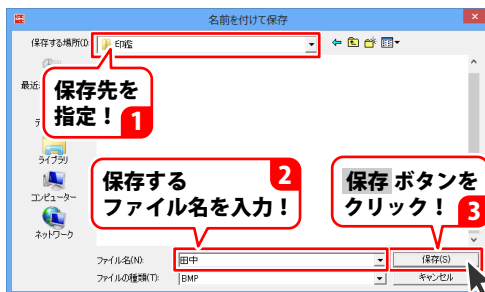 名前を付けて保存
保存する場所(I):
印鑑
最近
保存先を
指定！
1
デ
ライブラリ
コンピューター
ネットワーク
保存する
ファイル名を入力！
2
保存 ボタンを
クリック！
3
ファイル名(N):
田中
保存(S)
ファイルの種類(T):
BMP
キャンセル